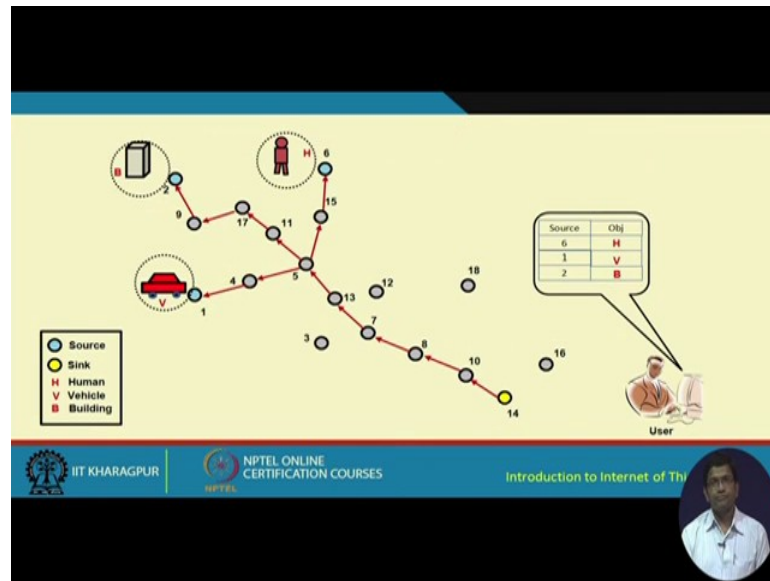 B
2
H
6
9
17
11
15
5
4
V
1
13
12
18
3
7
8
10
16
14
Source Obj
6 H
1 V
2 B
User
Source
Sink
H Human
V Vehicle
B Building
IIT KHARAGPUR
NPTEL
NPTEL ONLINE
CERTIFICATION COURSES
Introduction to Internet of Thi